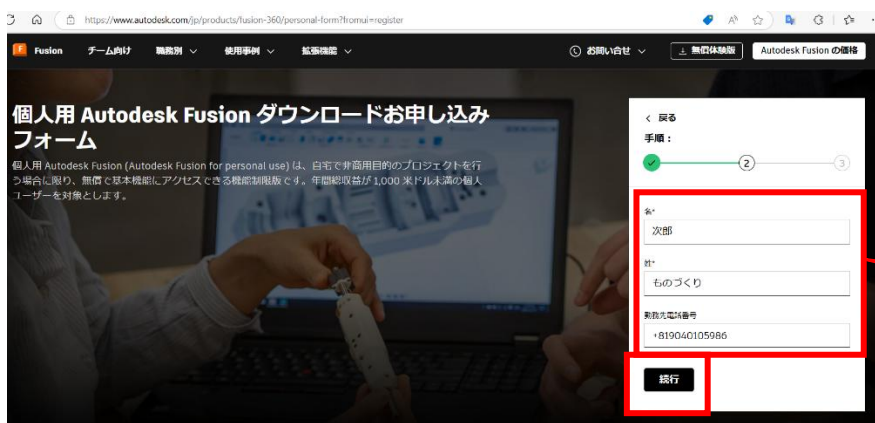 https://www.autodesk.com/jp/products/fusion-360/personal-form?fromui=register
F Fusion チーム向け 職務別 使用事例 拡張機能 お問い合せ 無償体験版 Autodesk Fusion の価格
個人用 Autodesk Fusion ダウンロードお申し込み
フォーム
個人用 Autodesk Fusion (Autodesk Fusion for personal use) は、自宅で非商用目的のプロジェクトを行
う場合に限り、無償で基本機能にアクセスできる機能制限版です。年間総収益が 1,000 米ドル未満の個人
ユーザーを対象とします。
戻る
手順：
2 3
名*
次郎
姓*
ものづくり
勤務先電話番号
+819040105986
続行